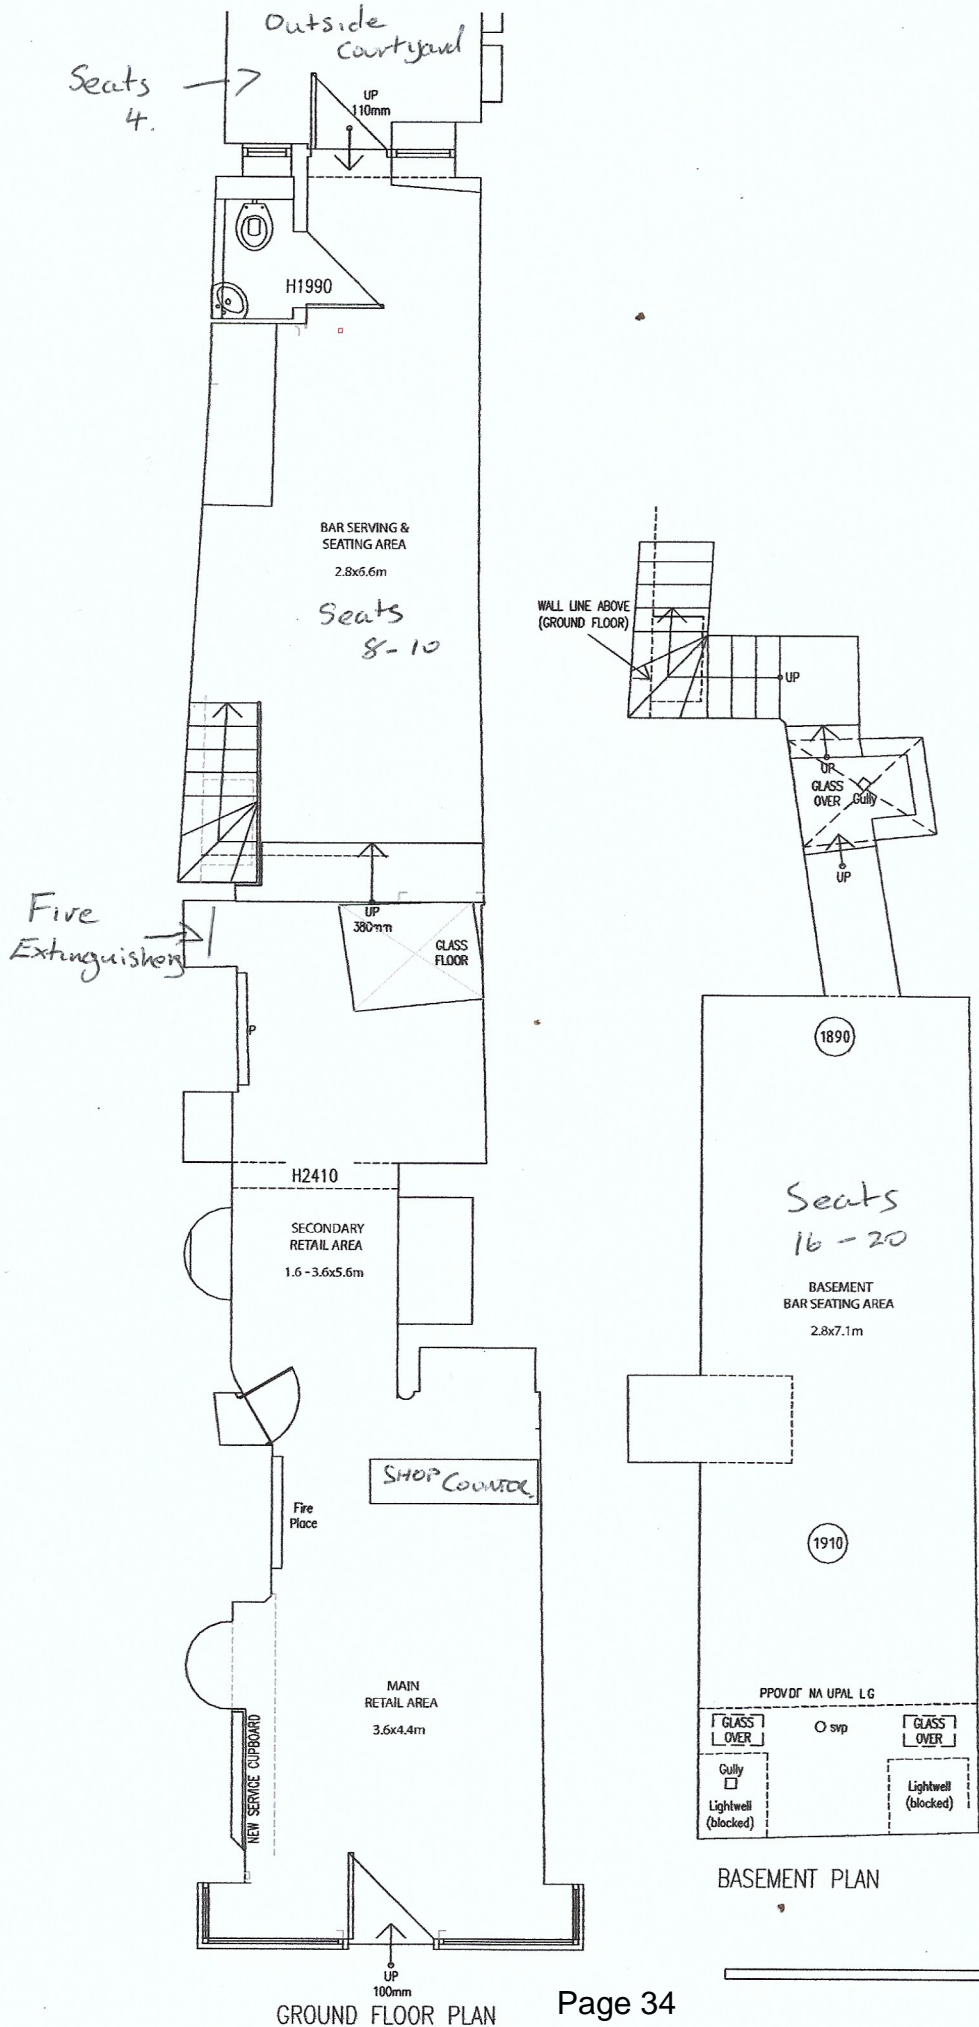 Outside
Courtyard
Seats
4.
UP
110mm
H1990
BAR SERVING &
SEATING AREA
2.8x6.6m
Seats
8-10
WALL LINE ABOVE
(GROUND FLOOR)
UP
UP
GLASS
OVER
Gully
UP
Five
Extinguishers
UP
380mm
GLASS
FLOOR
P
1890
H2410
SECONDARY
RETAIL AREA
1.6-3.6x5.6m
Seats
16-20
BASEMENT
BAR SEATING AREA
2.8x7.1m
SHOP COUNTER.
Fire
Place
1910
MAIN
RETAIL AREA
3.6x4.4m
NEW SERVICE CUPBOARD
GLASS
OVER
svp
GLASS
OVER
Gully
Lightwell
(blocked)
Lightwell
(blocked)
BASEMENT PLAN
UP
100mm
GROUND FLOOR PLAN
Page 34